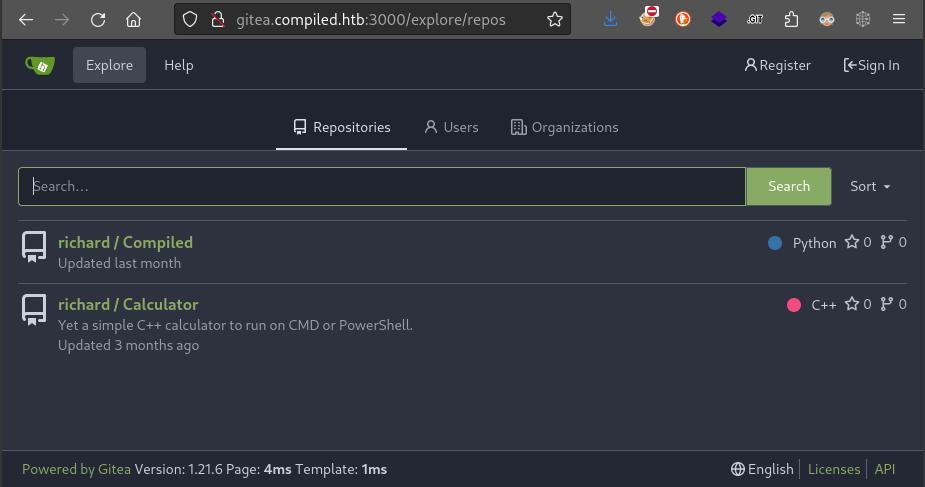 gitea.compiled.htb:3000/explore/repos
.GIT
Explore Help Register Sign In
Repositories Users Organizations
Search... Search Sort
richard / Compiled Python 0 0
Updated last month
richard / Calculator C++ 0 0
Yet a simple C++ calculator to run on CMD or PowerShell.
Updated 3 months ago
Powered by Gitea Version: 1.21.6 Page: 4ms Template: 1ms English Licenses API